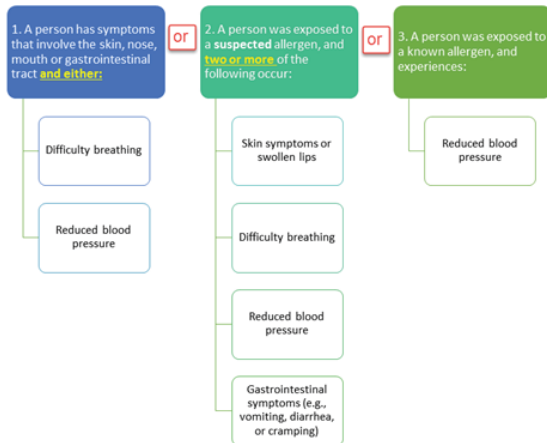 1. A person has symptoms
that involve the skin, nose,
mouth or gastrointestinal
tract and either:
Difficulty breathing
Reduced blood
pressure
or
2. A person was exposed to
a suspected allergen, and
two or more of the
following occur:
Skin symptoms or
swollen lips
Difficulty breathing
Reduced blood
pressure
Gastrointestinal
symptoms (e.g.,
vomiting, diarrhea,
or cramping)
or
3. A person was exposed to
a known allergen, and
experiences:
Reduced blood
pressure